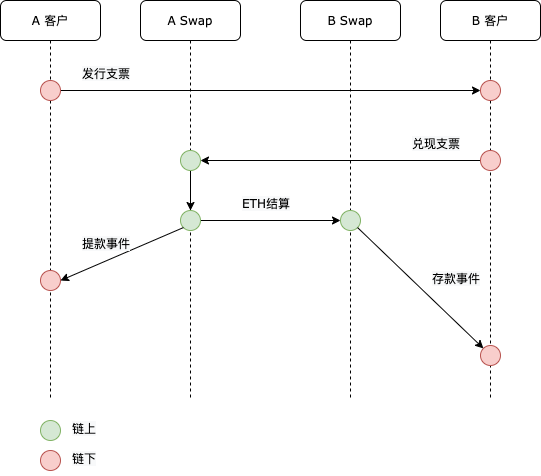 A 客户
A Swap
B Swap
B 客户
发行支票
兑现支票
ETH结算
提款事件
存款事件
链上
链下